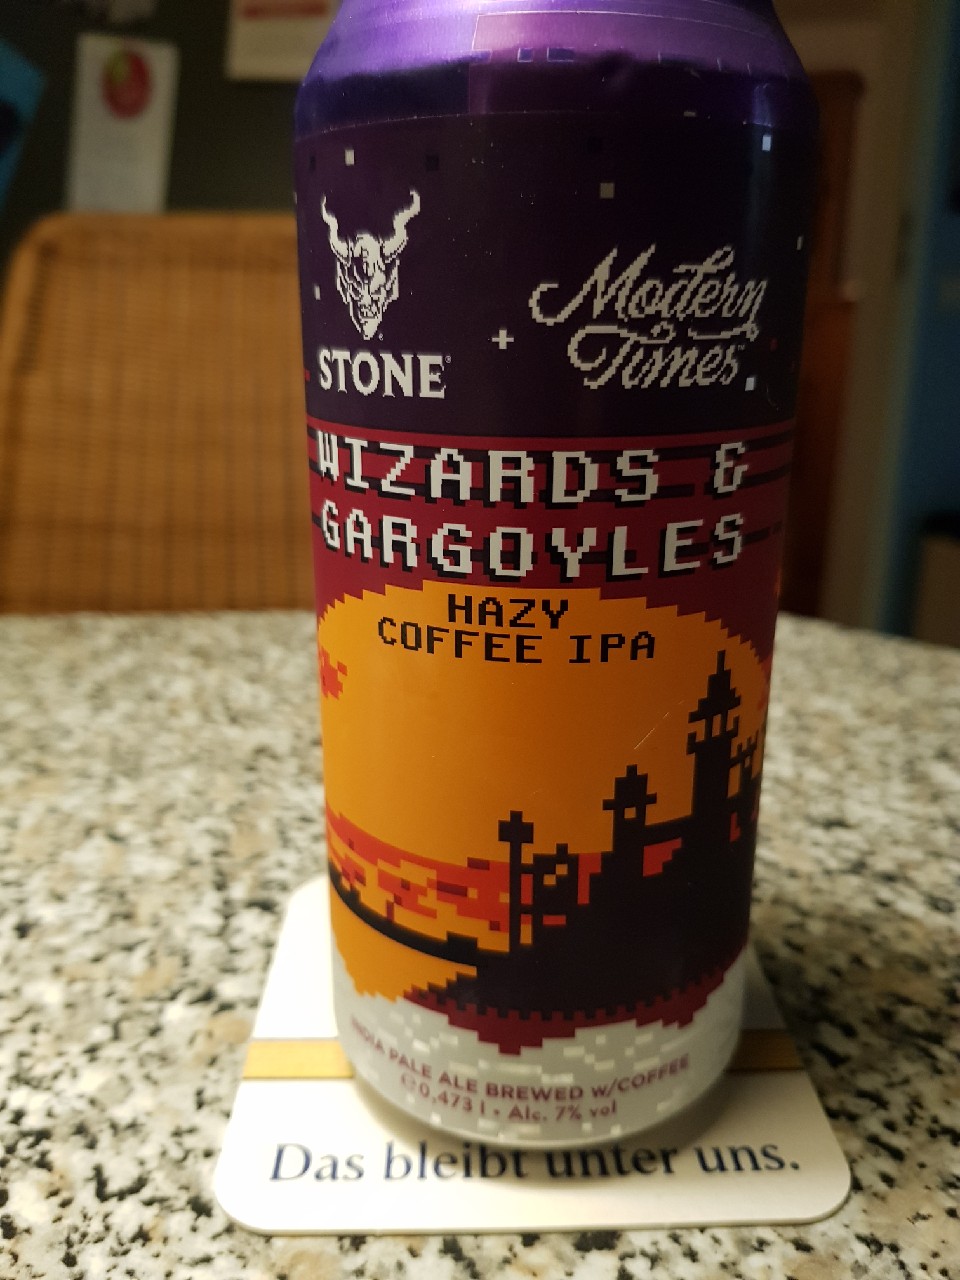 STONE®
+
Modern
Times™
WIZARDS &
GARGOYLES
HAZY
COFFEE IPA
INDIA PALE ALE BREWED w/COFFEE
℮0,473 l • Alc. 7% vol
Das bleibt unter uns.